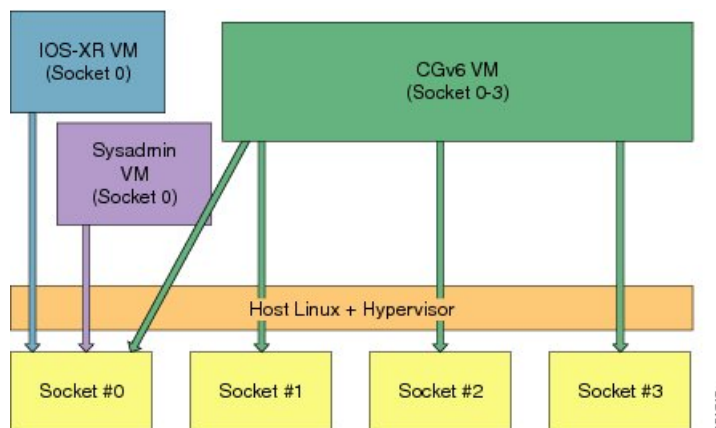 IOS-XR VM
(Socket 0)
CGv6 VM
(Socket 0-3)
Sysadmin
VM
(Socket 0)
Host Linux + Hypervisor
Socket #0
Socket #1
Socket #2
Socket #3